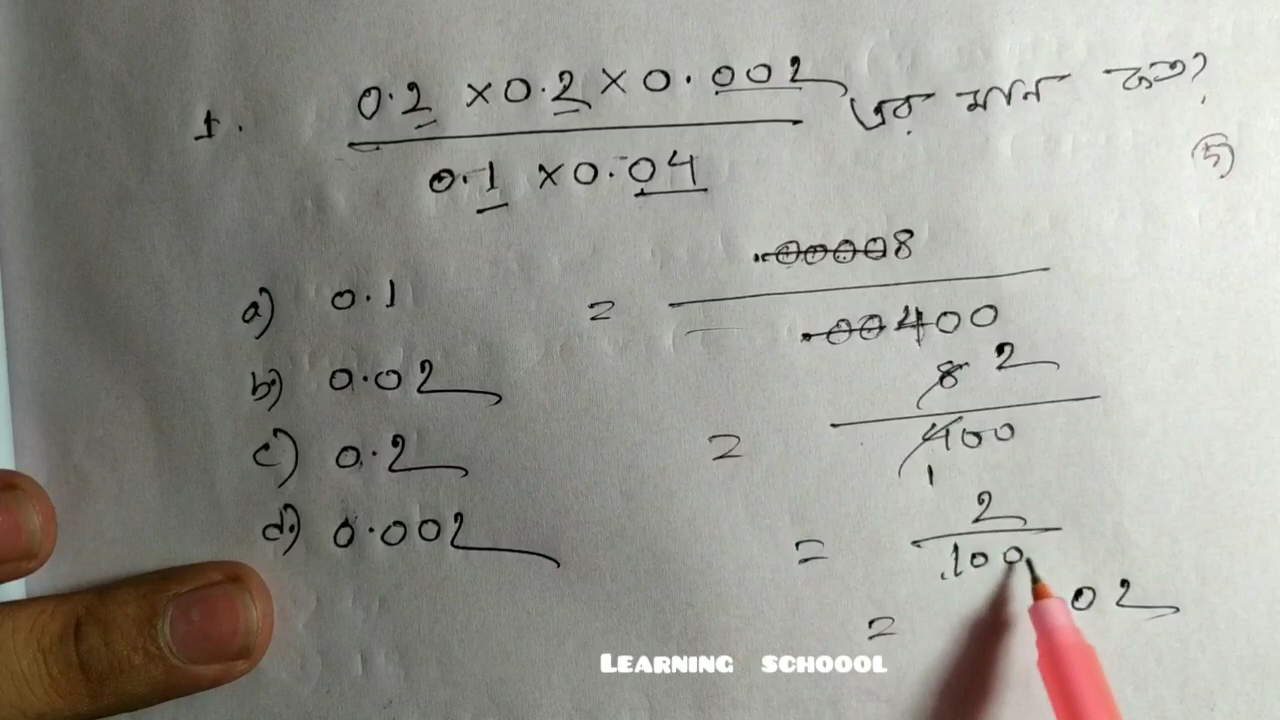 1. 0.2 × 0.2 × 0.002 / 0.1 × 0.04 এর মান কত?
(5)
a) 0.1
b) 0.02
c) 0.2
d) 0.002
= .00008 / .00400
= 8 2 / 400 1
= 2 / 100
= 02
LEARNING SCHOOOL